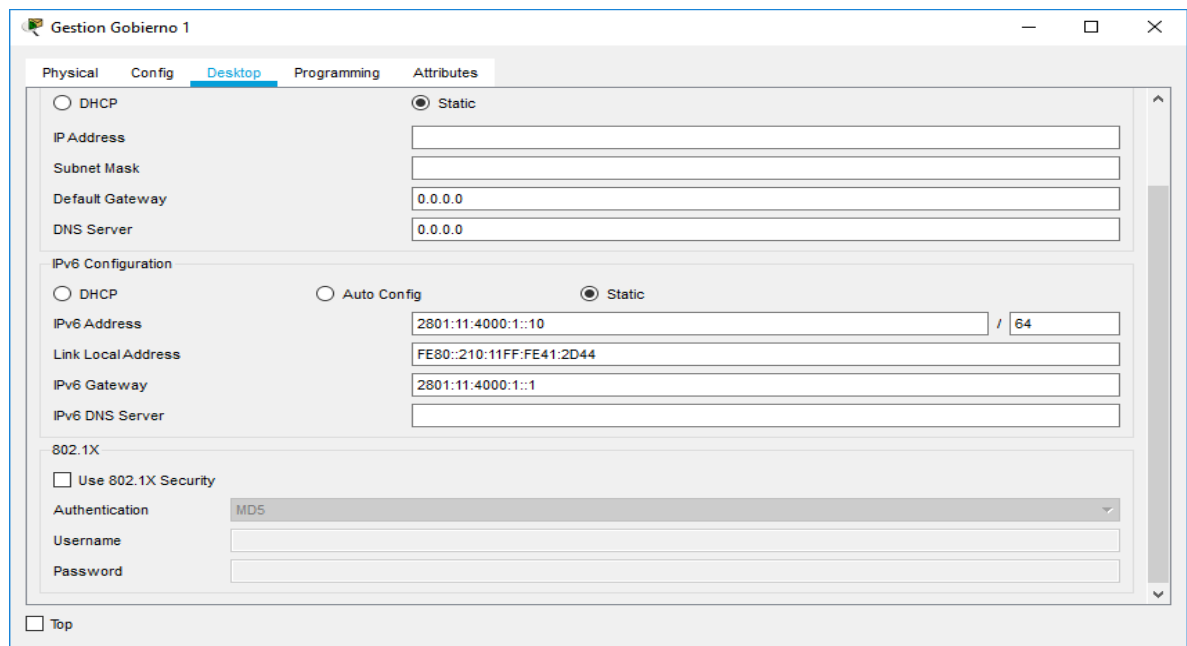 Gestion Gobierno 1
Physical Config Desktop Programming Attributes
DHCP Static
IP Address
Subnet Mask
Default Gateway 0.0.0.0
DNS Server 0.0.0.0
IPv6 Configuration
DHCP Auto Config Static
IPv6 Address 2801:11:4000:1::10 / 64
Link Local Address FE80::210:11FF:FE41:2D44
IPv6 Gateway 2801:11:4000:1::1
IPv6 DNS Server
802.1X
Use 802.1X Security
Authentication MD5
Username
Password
Top